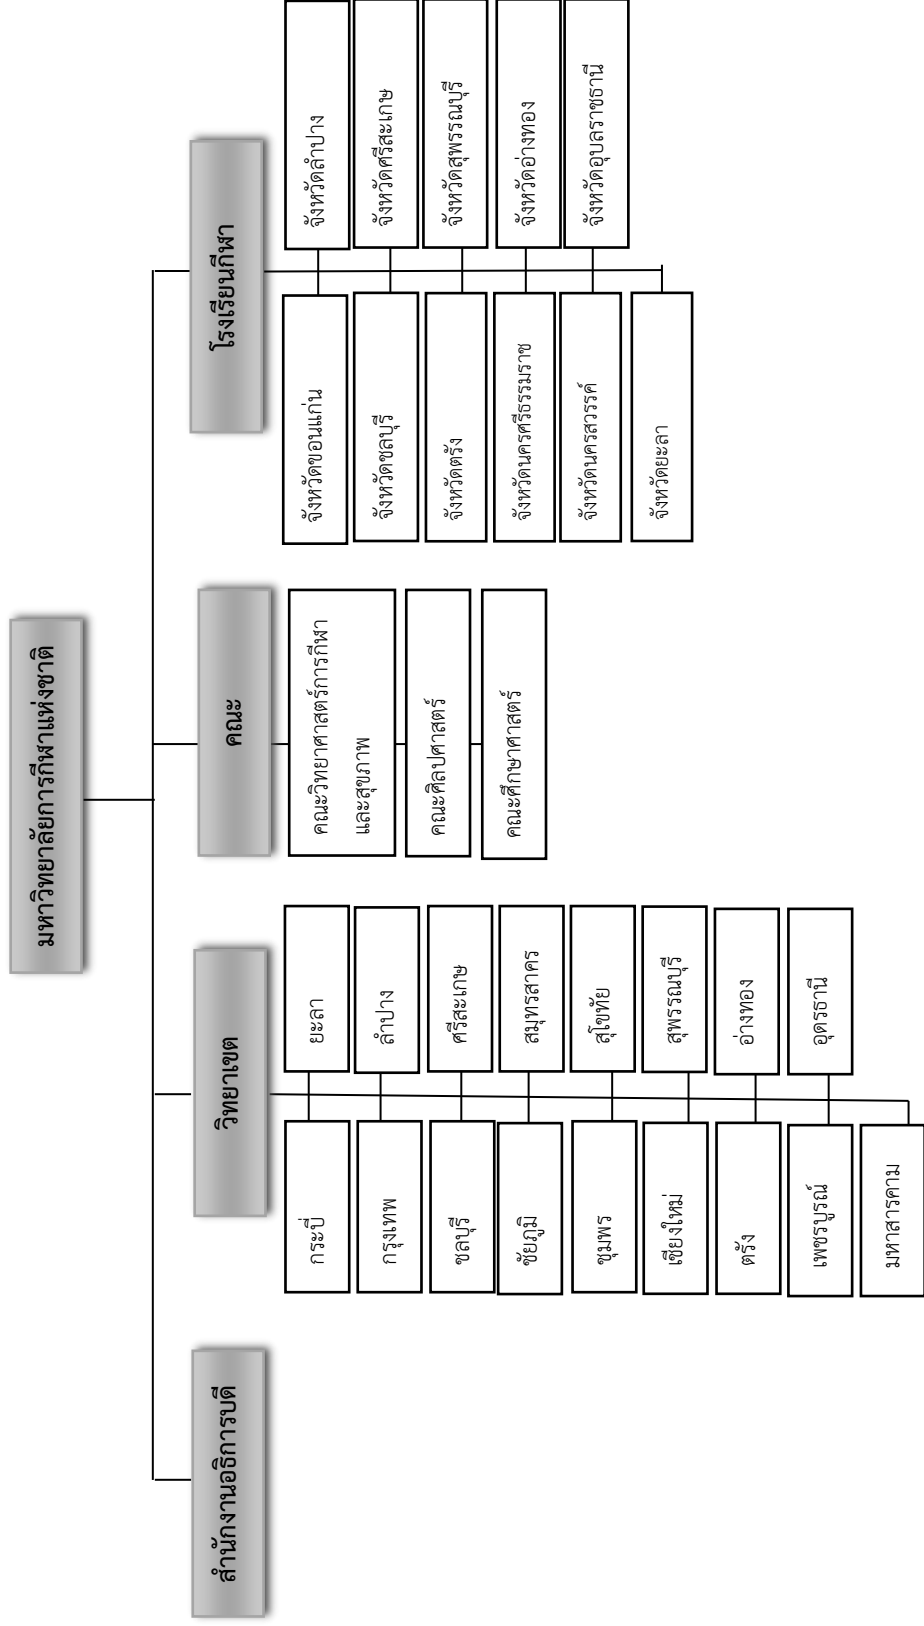 มหาวิทยาลัยการกีฬาแห่งชาติ
สำนักงานอธิการบดี
วิทยาเขต
กระบี่
ยะลา
กรุงเทพ
ลำปาง
ชลบุรี
ศรีสะเกษ
ชัยภูมิ
สมุทรสาคร
ชุมพร
สุโขทัย
เชียงใหม่
สุพรรณบุรี
ตรัง
อ่างทอง
เพชรบูรณ์
อุดรธานี
มหาสารคาม
คณะ
คณะวิทยาศาสตร์การกีฬา
และสุขภาพ
คณะศิลปศาสตร์
คณะศึกษาศาสตร์
โรงเรียนกีฬา
จังหวัดขอนแก่น
จังหวัดลำปาง
จังหวัดชลบุรี
จังหวัดศรีสะเกษ
จังหวัดตรัง
จังหวัดสุพรรณบุรี
จังหวัดนครศรีธรรมราช
จังหวัดอ่างทอง
จังหวัดนครสวรรค์
จังหวัดอุบลราชธานี
จังหวัดยะลา